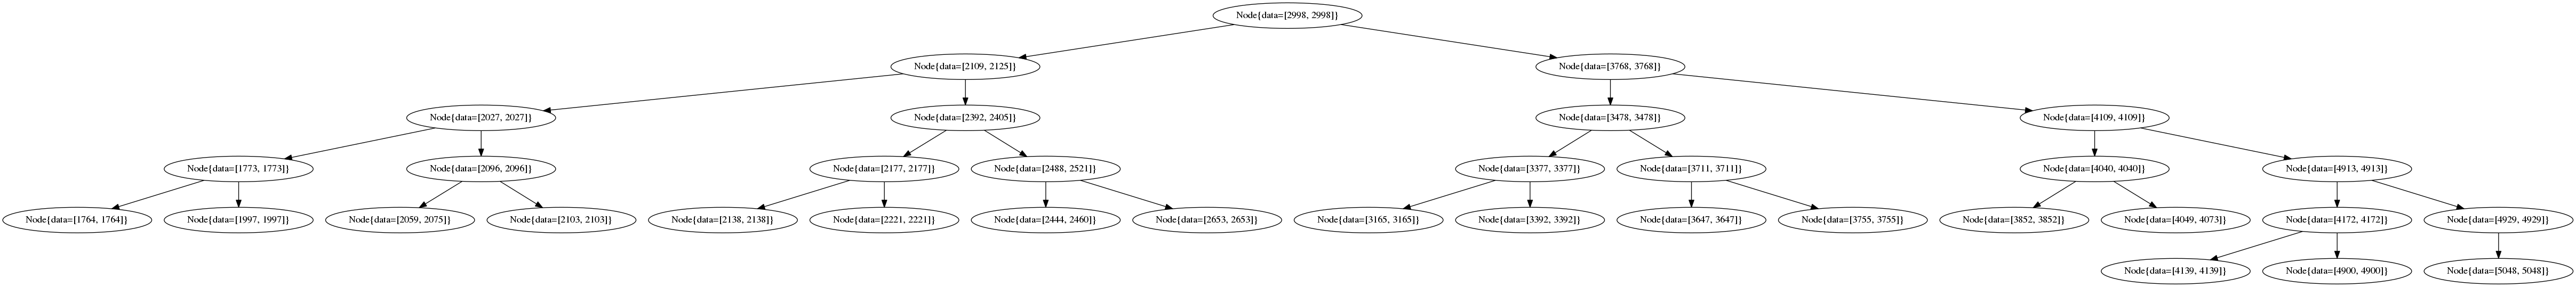 Node{data=[2998, 2998]}
Node{data=[2109, 2125]}
Node{data=[3768, 3768]}
Node{data=[2027, 2027]}
Node{data=[2392, 2405]}
Node{data=[3478, 3478]}
Node{data=[4109, 4109]}
Node{data=[1773, 1773]}
Node{data=[2096, 2096]}
Node{data=[2177, 2177]}
Node{data=[2488, 2521]}
Node{data=[3377, 3377]}
Node{data=[3711, 3711]}
Node{data=[4040, 4040]}
Node{data=[4913, 4913]}
Node{data=[1764, 1764]}
Node{data=[1997, 1997]}
Node{data=[2059, 2075]}
Node{data=[2103, 2103]}
Node{data=[2138, 2138]}
Node{data=[2221, 2221]}
Node{data=[2444, 2460]}
Node{data=[2653, 2653]}
Node{data=[3165, 3165]}
Node{data=[3392, 3392]}
Node{data=[3647, 3647]}
Node{data=[3755, 3755]}
Node{data=[3852, 3852]}
Node{data=[4049, 4073]}
Node{data=[4172, 4172]}
Node{data=[4929, 4929]}
Node{data=[4139, 4139]}
Node{data=[4900, 4900]}
Node{data=[5048, 5048]}